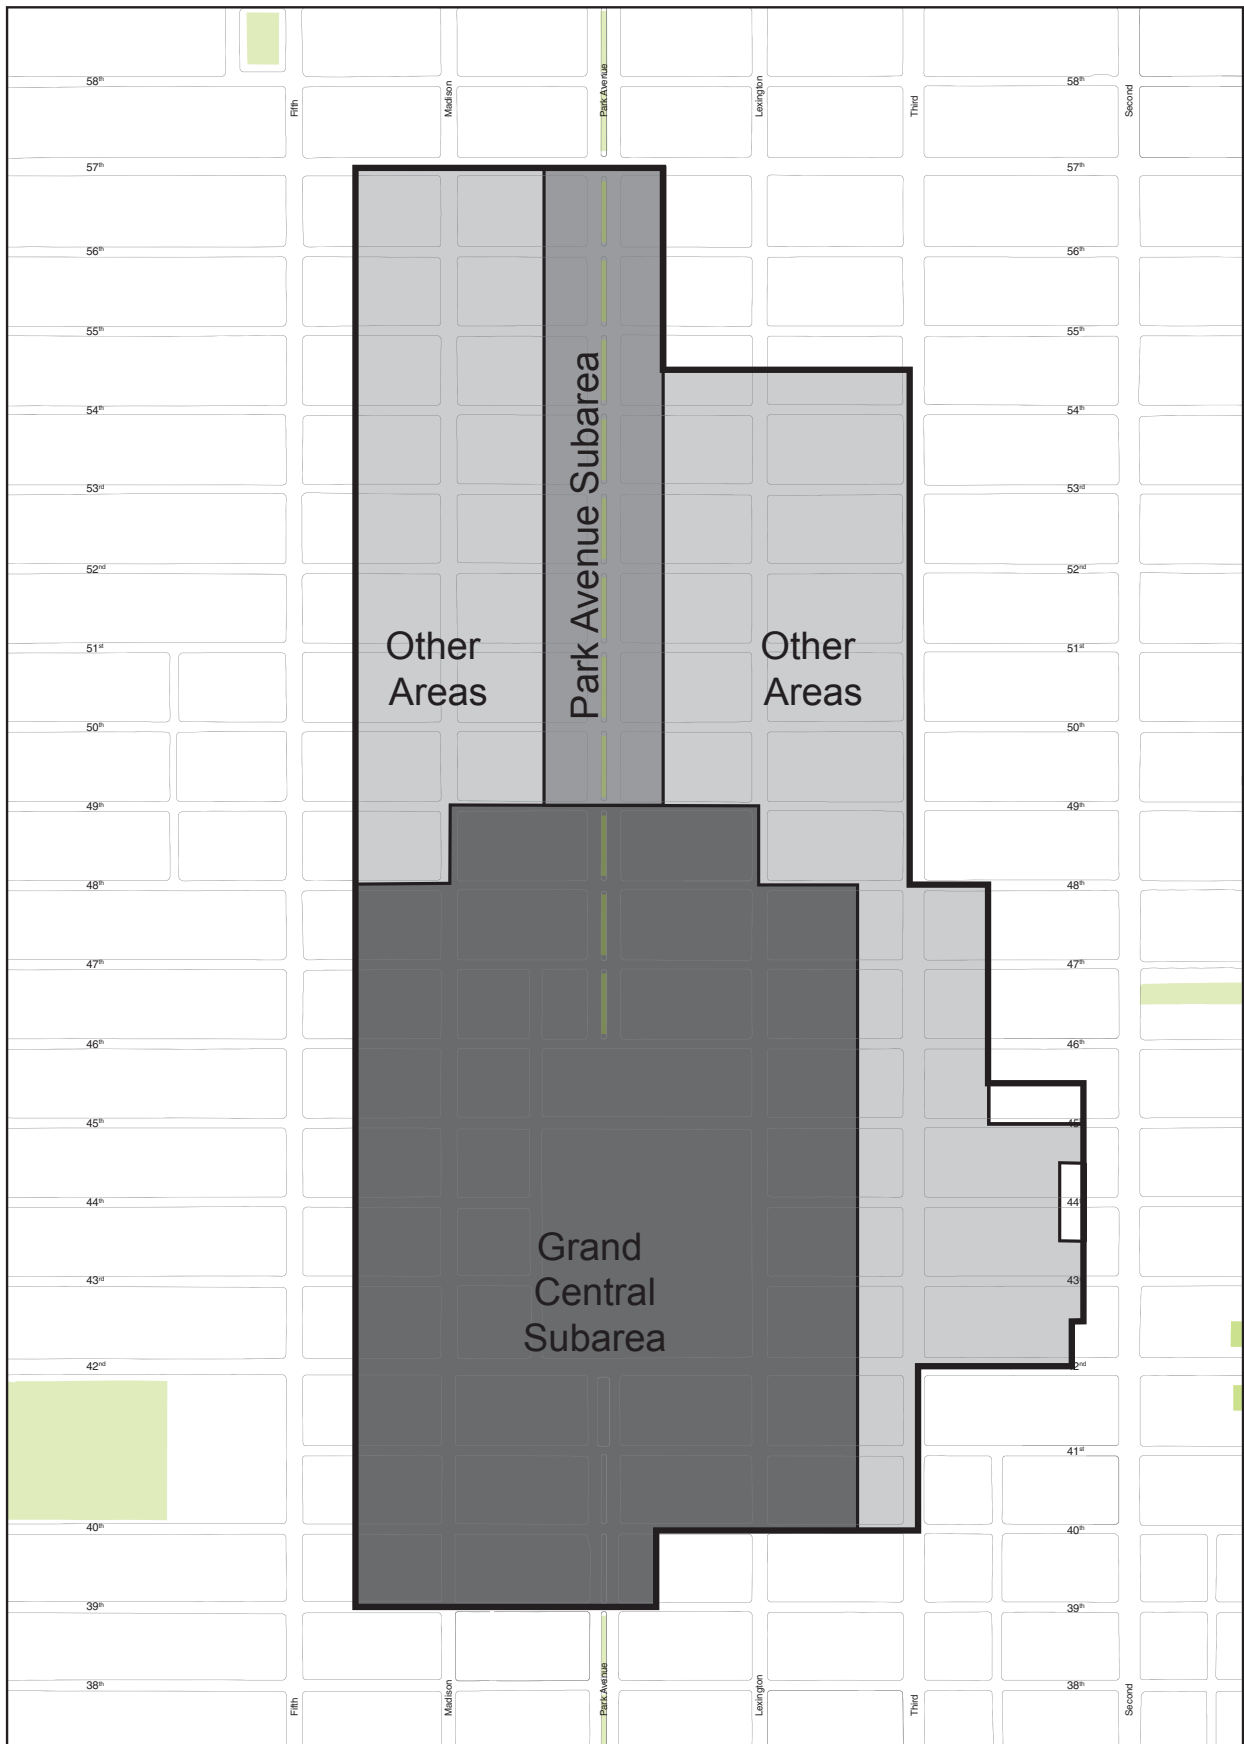 58th
58th
Fifth
Madison
Park Avenue
Lexington
Third
Second
57th
57th
56th
56th
55th
55th
54th
54th
53rd
53rd
Park Avenue Subarea
52nd
52nd
51st
51st
Other
Areas
Other
Areas
50th
50th
49th
49th
48th
48th
47th
47th
46th
46th
45th
44th
44
43rd
43
Grand
Central
Subarea
42nd
2nd
41st
40th
40th
39th
39th
38th
38th
Fifth
Madison
Park Avenue
Lexington
Third
Second